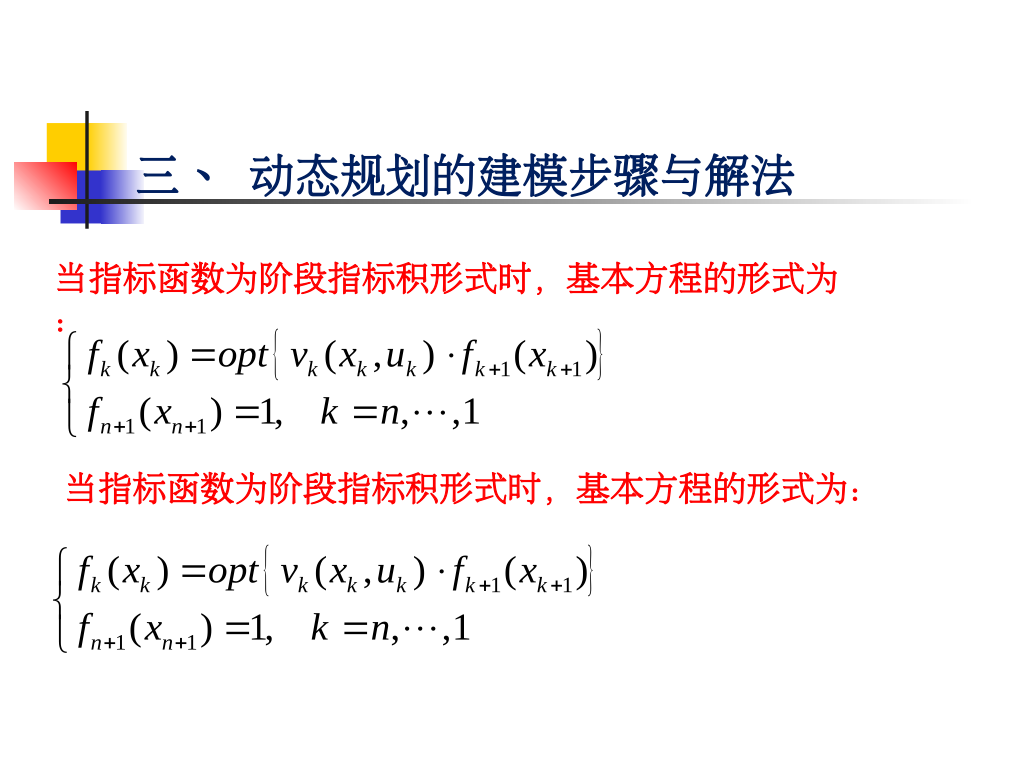 三、 动态规划的建模步骤与解法
当指标函数为阶段指标积形式时，基本方程的形式为
：
f_k(x_k) = opt{v_k(x_k, u_k) · f_{k+1}(x_{k+1})}
f_{n+1}(x_{n+1}) = 1, k = n, ⋯, 1
当指标函数为阶段指标积形式时，基本方程的形式为：
f_k(x_k) = opt{v_k(x_k, u_k) · f_{k+1}(x_{k+1})}
f_{n+1}(x_{n+1}) = 1, k = n, ⋯, 1